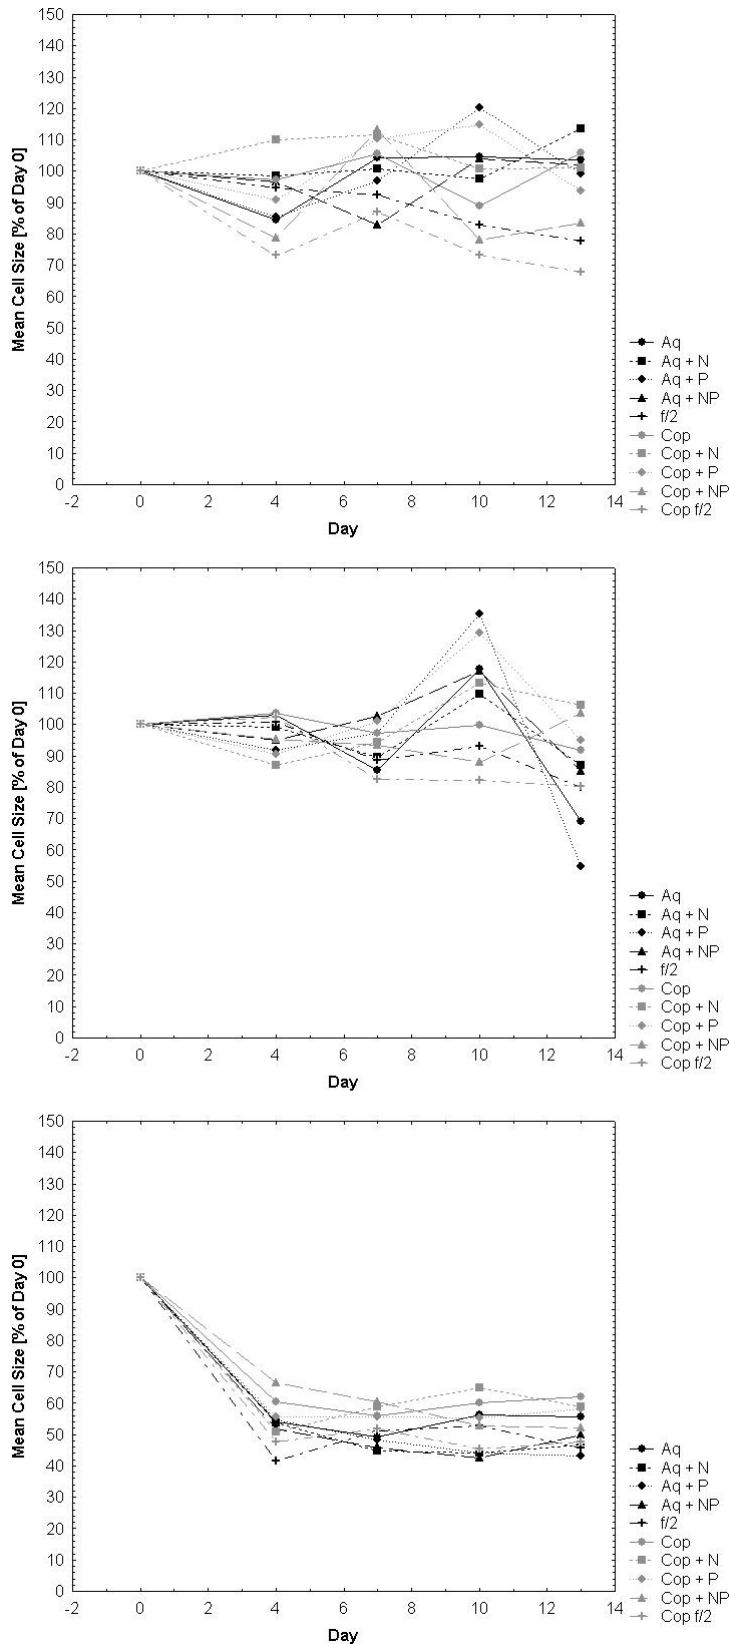 150
140
130
120
110
100
90
80
70
60
50
40
30
20
10
0
Mean Cell Size [% of Day 0]
-2 0 2 4 6 8 10 12 14
Day
Aq
Aq + N
Aq + P
Aq + NP
f/2
Cop
Cop + N
Cop + P
Cop + NP
Cop f/2
150
140
130
120
110
100
90
80
70
60
50
40
30
20
10
0
Mean Cell Size [% of Day 0]
-2 0 2 4 6 8 10 12 14
Day
Aq
Aq + N
Aq + P
Aq + NP
f/2
Cop
Cop + N
Cop + P
Cop + NP
Cop f/2
150
140
130
120
110
100
90
80
70
60
50
40
30
20
10
0
Mean Cell Size [% of Day 0]
-2 0 2 4 6 8 10 12 14
Day
Aq
Aq + N
Aq + P
Aq + NP
f/2
Cop
Cop + N
Cop + P
Cop + NP
Cop f/2